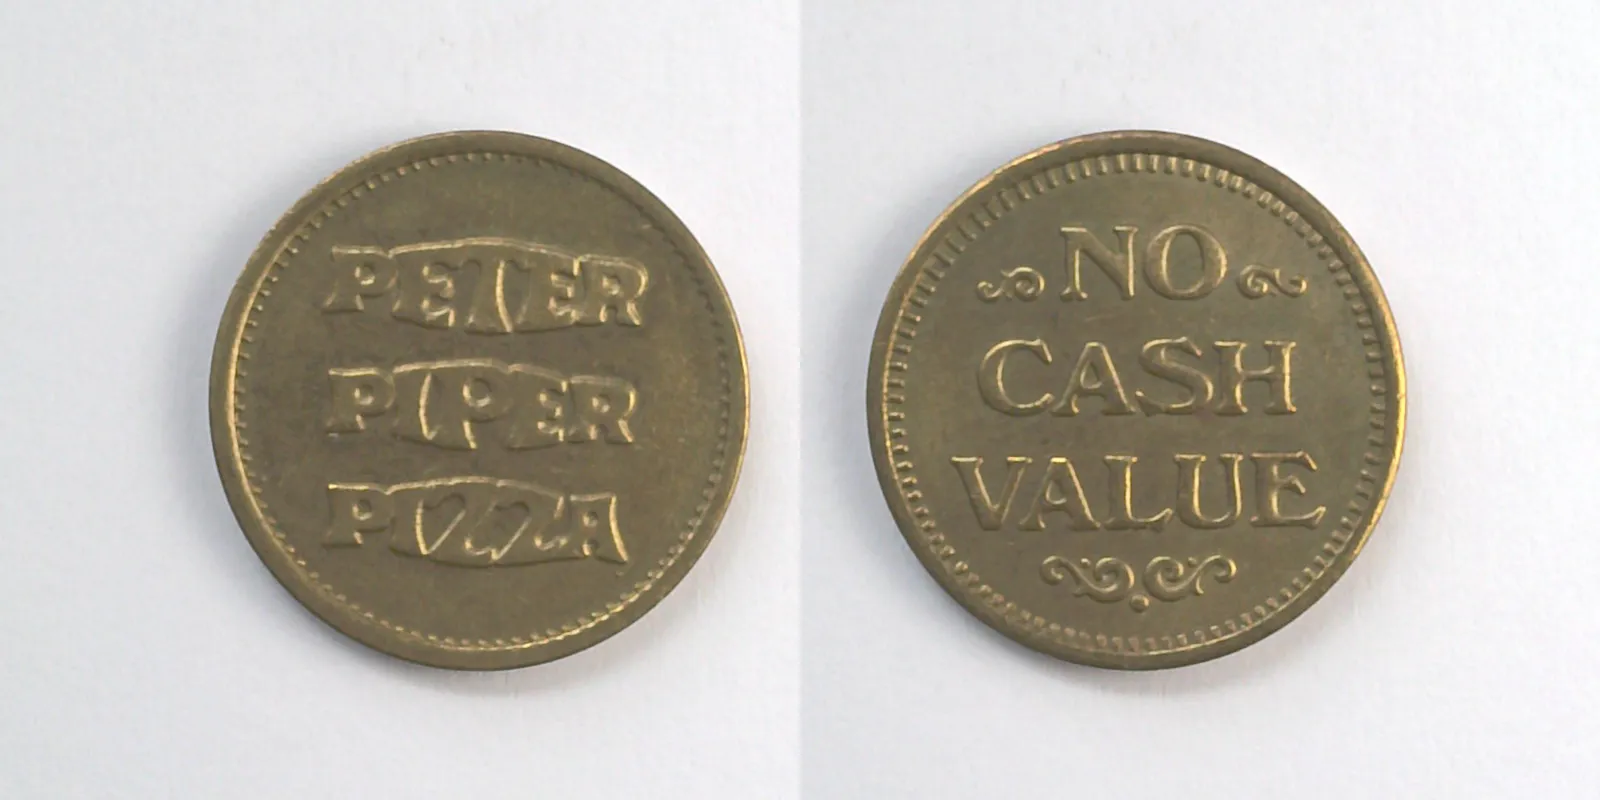 PETER
PIPER
PIZZA
NO
CASH
VALUE